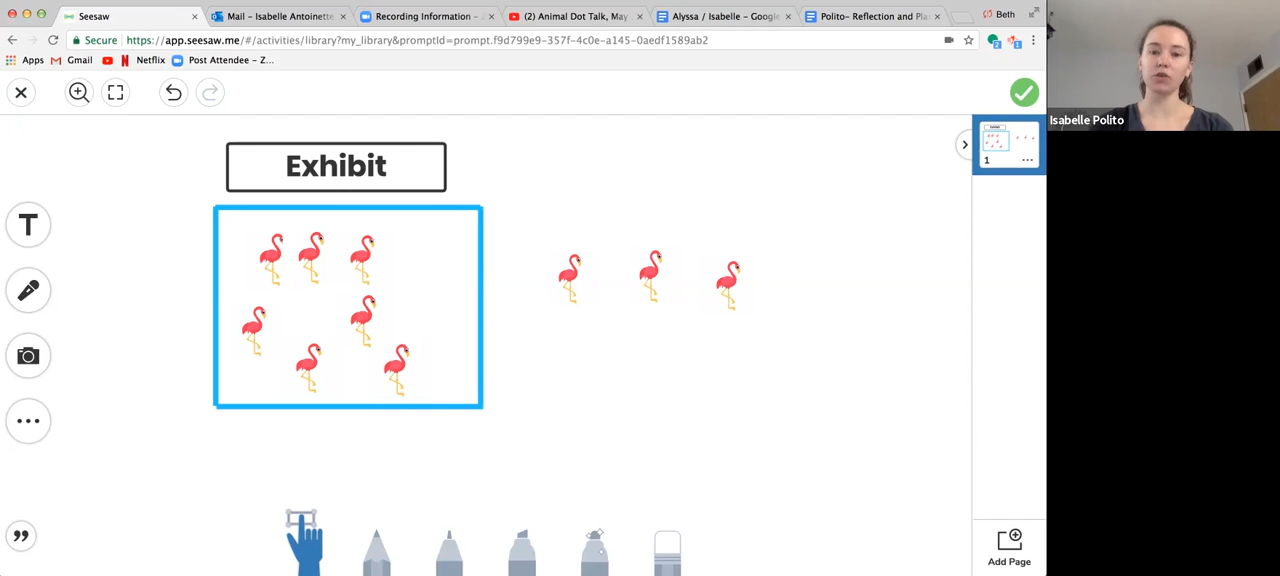 Seesaw
Mail - Isabelle Antoinette
Recording Information -
(2) Animal Dot Talk, May
Alyssa / Isabelle - Google
Polito- Reflection and Pla
Beth
Secure
https://app.seesaw.me/#/activities/library?my_library&promptId=prompt.f9d799e9-357f-4c0e-a145-0aedf1589ab2
2
1
Apps
Gmail
Netflix
Post Attendee - Z...
Isabelle Polito
Exhibit
T
1
Add Page